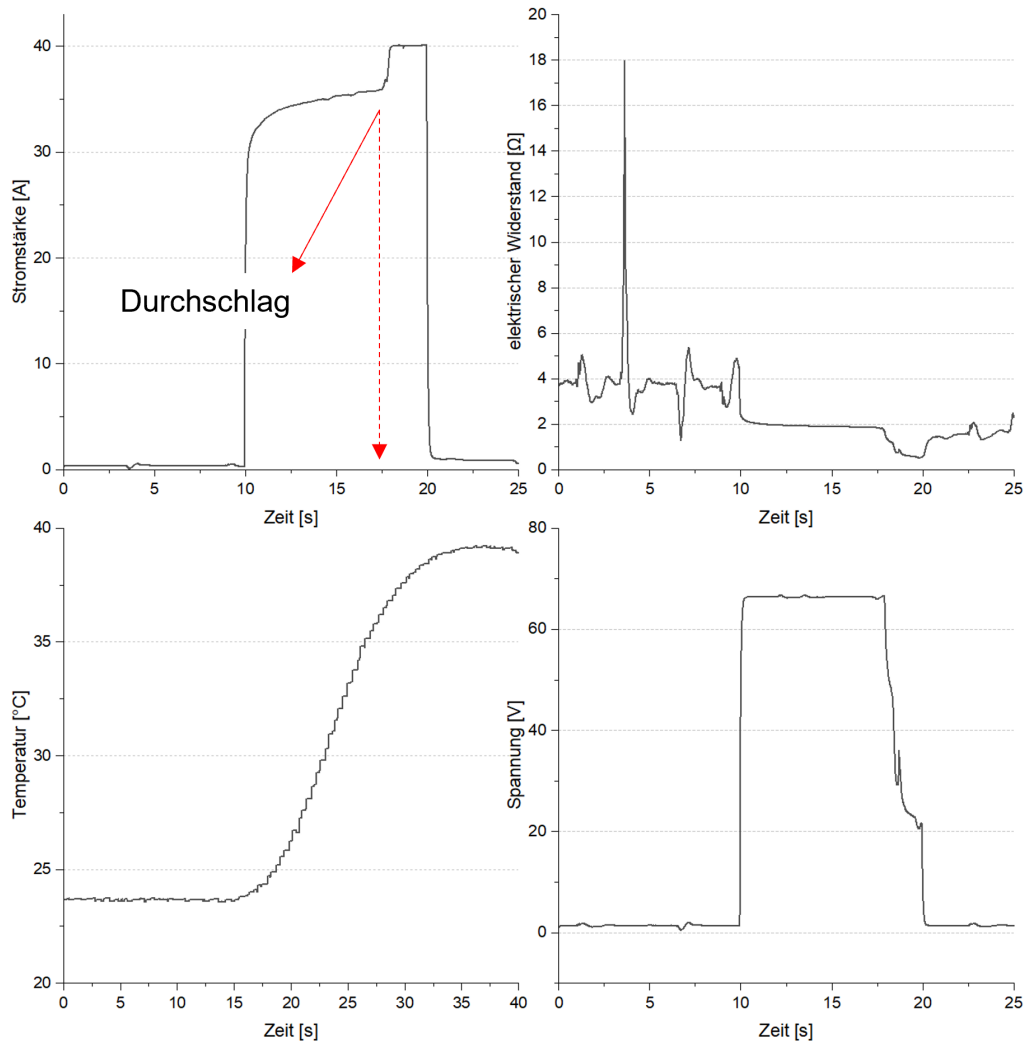 40
30
20
10
0
Stromstärke [A]
Durchschlag
0 5 10 15 20 25
Zeit [s]
20
18
16
14
12
10
8
6
4
2
0
elektrischer Widerstand [Ω]
0 5 10 15 20 25
Zeit [s]
40
35
30
25
20
Temperatur [°C]
0 5 10 15 20 25 30 35 40
Zeit [s]
80
60
40
20
0
Spannung [V]
0 5 10 15 20 25
Zeit [s]